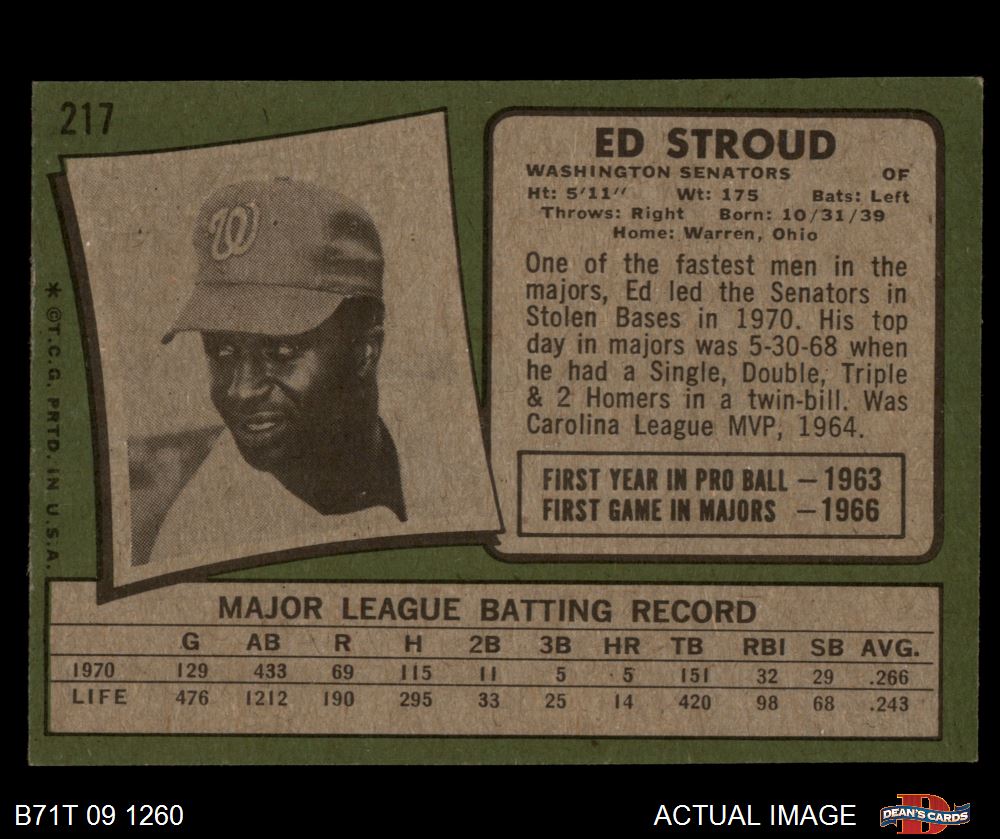 217
W
* ©T.C.G. PRTD. IN U.S.A.
ED STROUD
WASHINGTON SENATORS OF
Ht: 5'11" Wt: 175 Bats: Left
Throws: Right Born: 10/31/39
Home: Warren, Ohio
One of the fastest men in the
majors, Ed led the Senators in
Stolen Bases in 1970. His top
day in majors was 5-30-68 when
he had a Single, Double, Triple
& 2 Homers in a twin-bill. Was
Carolina League MVP, 1964.
FIRST YEAR IN PRO BALL — 1963
FIRST GAME IN MAJORS — 1966
MAJOR LEAGUE BATTING RECORD
G AB R H 2B 3B HR TB RBI SB AVG.
1970 129 433 69 115 11 5 5 151 32 29 .266
LIFE 476 1212 190 295 33 25 14 420 98 68 .243
B71T 09 1260
ACTUAL IMAGE
D
DEAN'S CARDS